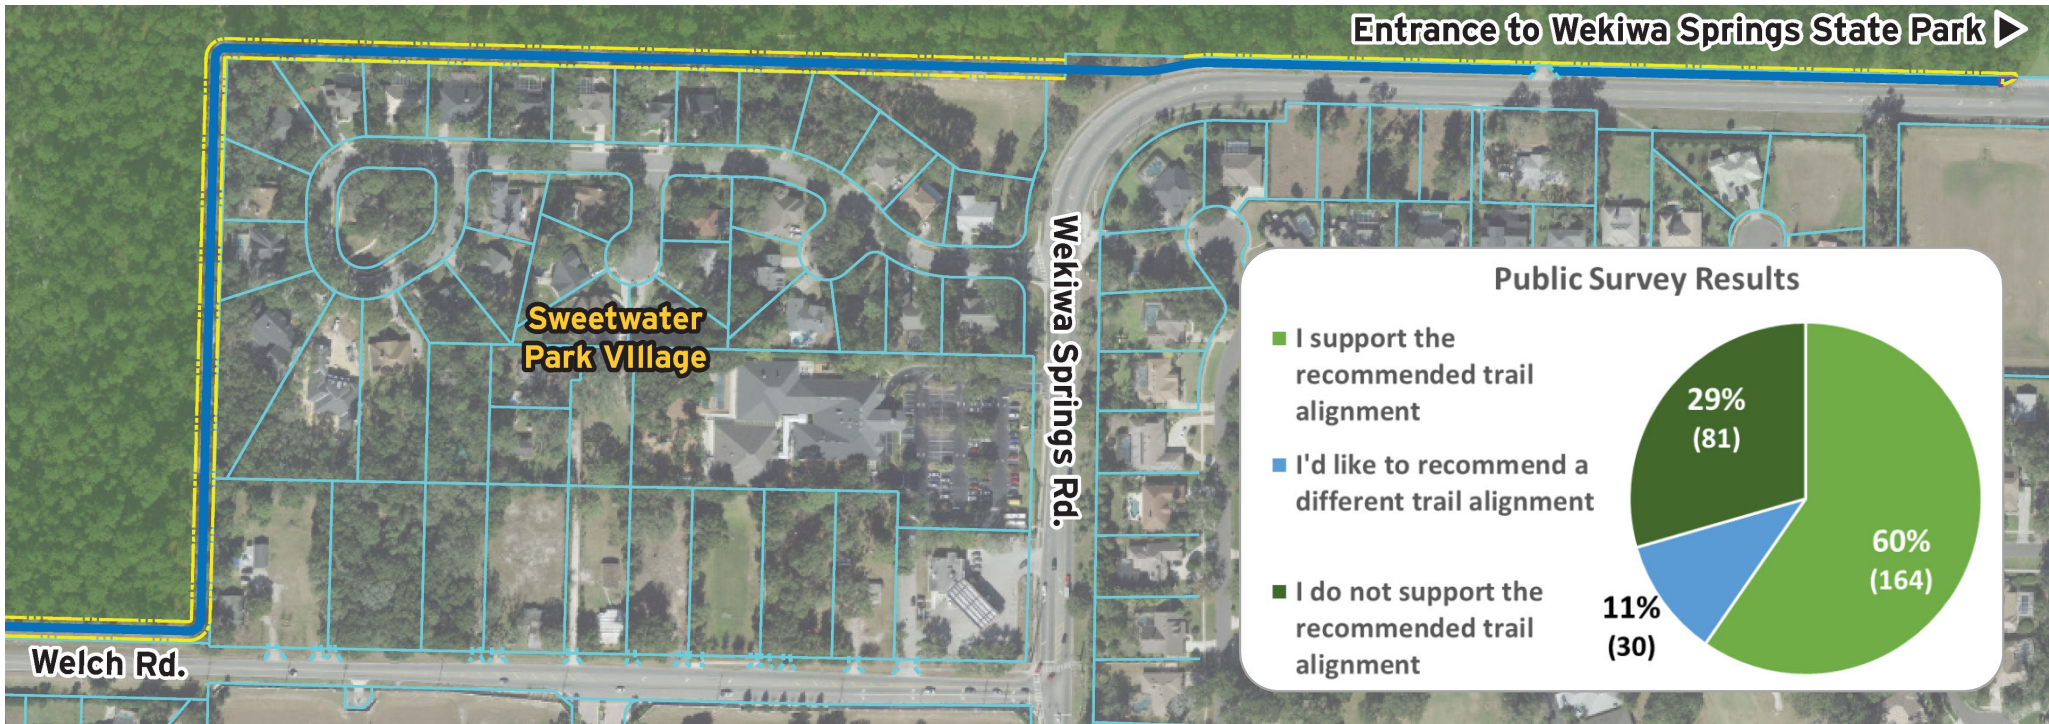 Entrance to Wekiwa Springs State Park ▶
Wekiwa Springs Rd.
Sweetwater
Park VIllage
Welch Rd.
Public Survey Results
I support the
recommended trail
alignment
I'd like to recommend a
different trail alignment
I do not support the
recommended trail
alignment
29%
(81)
60%
(164)
11%
(30)